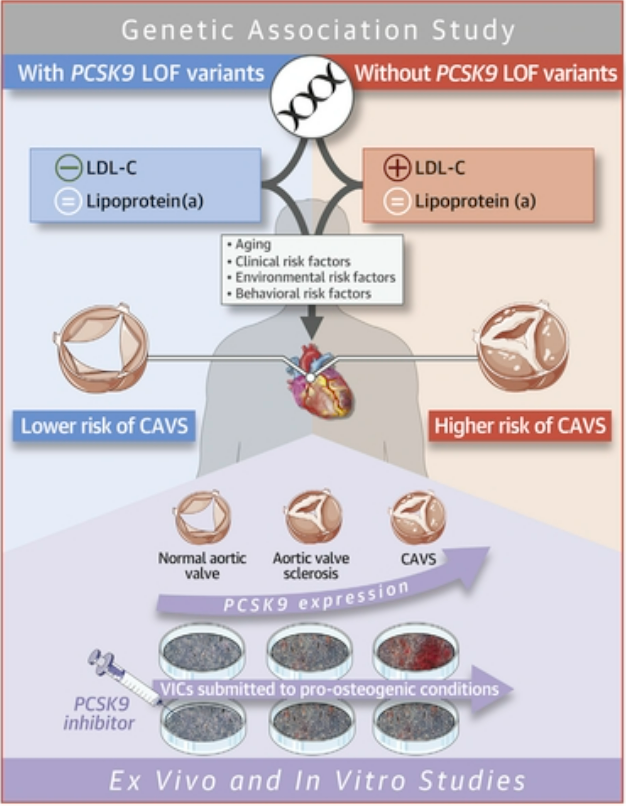 Genetic Association Study
With PCSK9 LOF variants
Without PCSK9 LOF variants
− LDL-C
= Lipoprotein(a)
+ LDL-C
= Lipoprotein (a)
• Aging
• Clinical risk factors
• Environmental risk factors
• Behavioral risk factors
Lower risk of CAVS
Higher risk of CAVS
Normal aortic
valve
Aortic valve
sclerosis
CAVS
PCSK9 expression
VICs submitted to pro-osteogenic conditions
PCSK9
inhibitor
Ex Vivo and In Vitro Studies